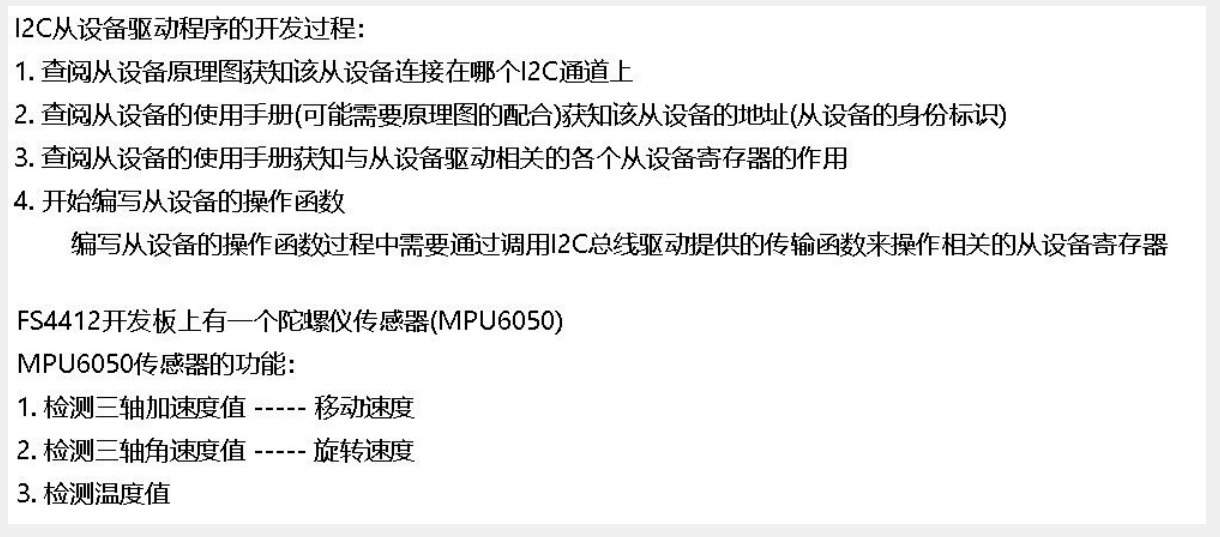 I2C从设备驱动程序的开发过程：
1. 查阅从设备原理图获知该从设备连接在哪个I2C通道上
2. 查阅从设备的使用手册(可能需要原理图的配合)获知该从设备的地址(从设备的身份标识)
3. 查阅从设备的使用手册获知与从设备驱动相关的各个从设备寄存器的作用
4. 开始编写从设备的操作函数
编写从设备的操作函数过程中需要通过调用I2C总线驱动提供的传输函数来操作相关的从设备寄存器
FS4412开发板上有一个陀螺仪传感器(MPU6050)
MPU6050传感器的功能：
1. 检测三轴加速度值 ----- 移动速度
2. 检测三轴角速度值 ----- 旋转速度
3. 检测温度值